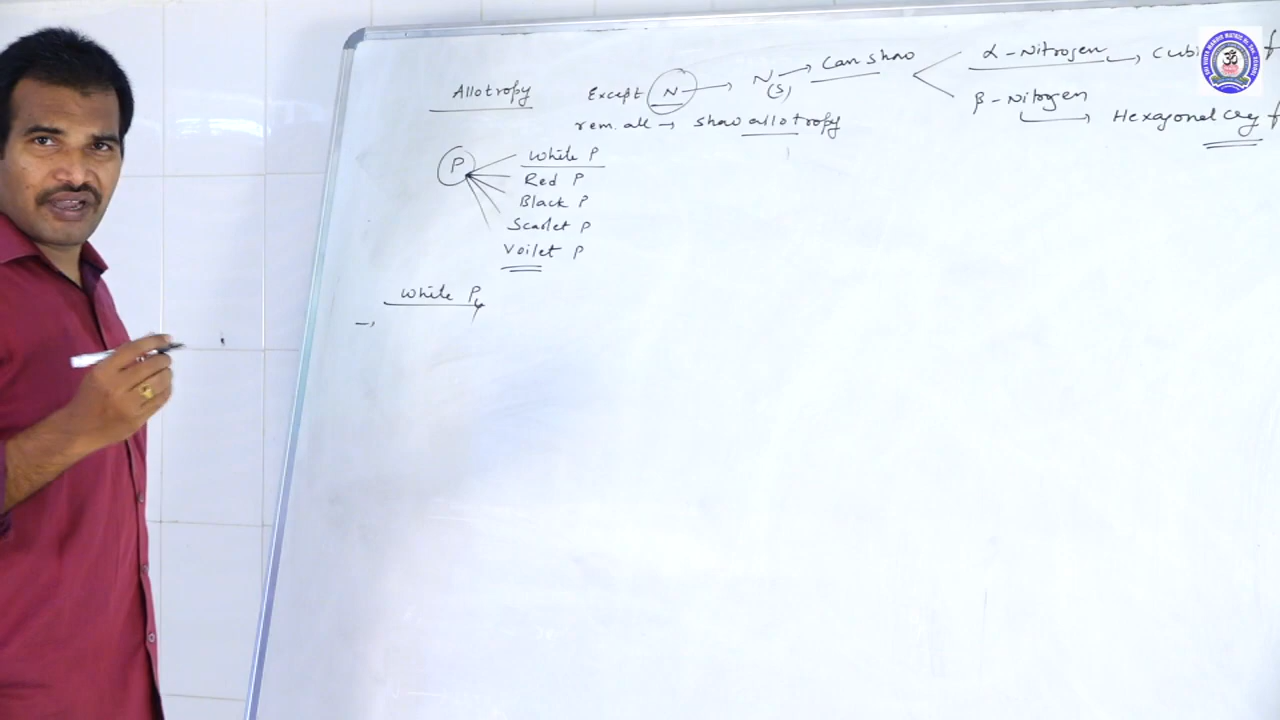 Allotropy Except N → N(s) → Can show
α-Nitrogen → Cubi
β-Nitrogen → Hexagonal cry f
rem. all → show allotropy
P
White P
Red P
Black P
Scarlet P
Voilet P
White P4
→